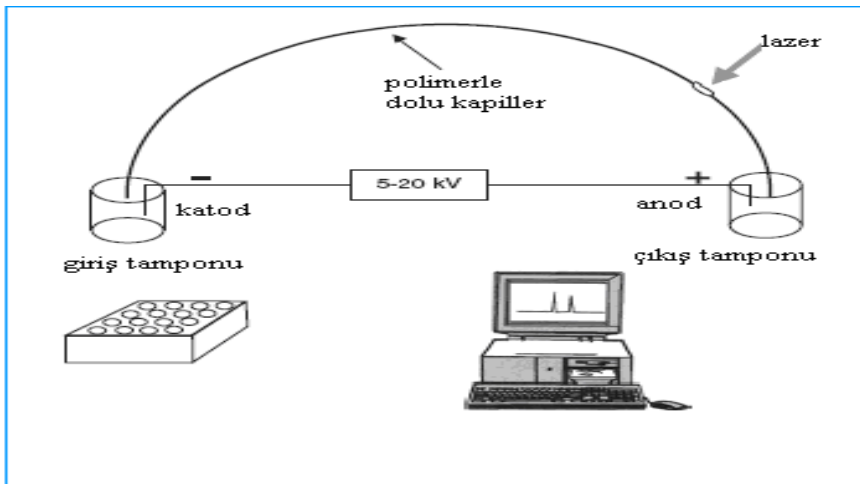 lazer
polimerle
dolu kapiller
−
5-20 kV
+
katod
anod
giriş tamponu
çıkış tamponu